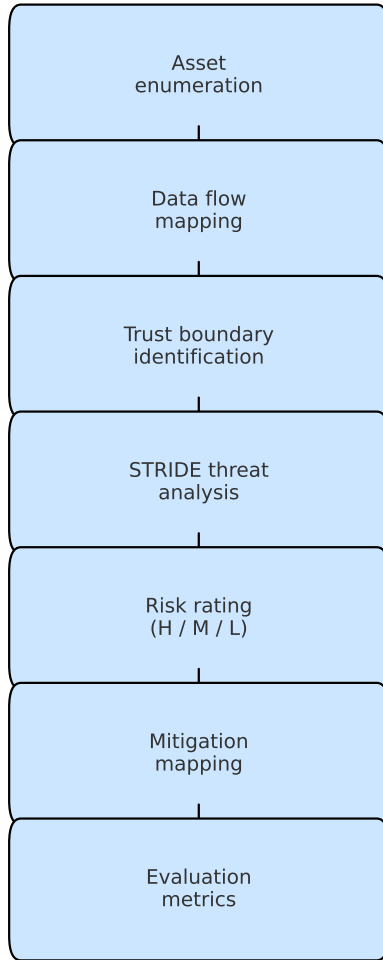 Asset
enumeration
Data flow
mapping
Trust boundary
identification
STRIDE threat
analysis
Risk rating
(H / M / L)
Mitigation
mapping
Evaluation
metrics